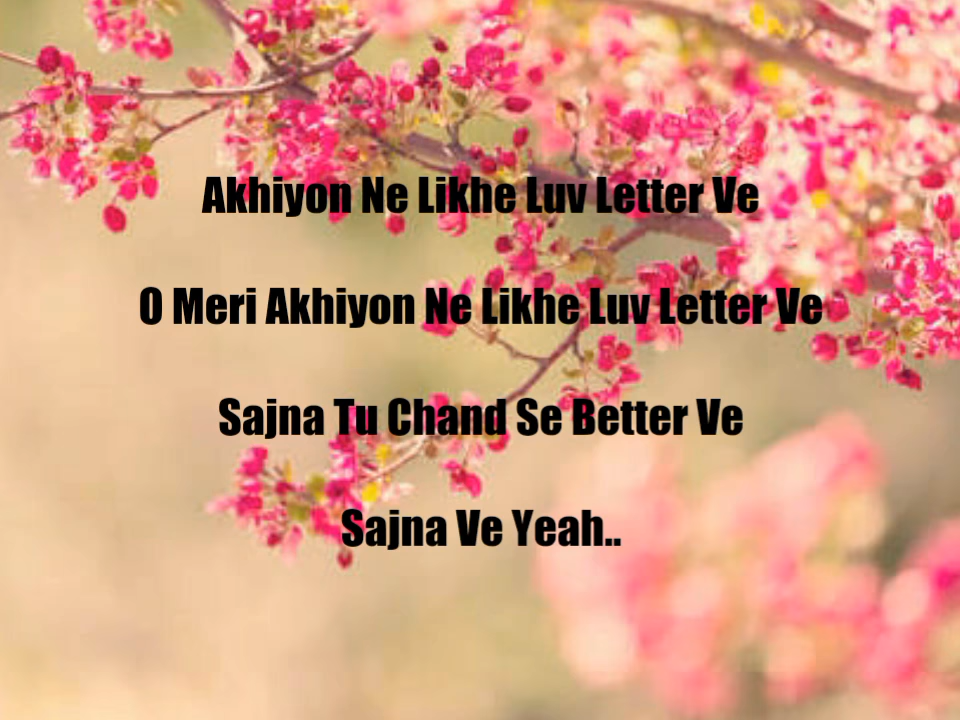 Akhiyon Ne Likhe Luv Letter Ve
O Meri Akhiyon Ne Likhe Luv Letter Ve
Sajna Tu Chand Se Better Ve
Sajna Ve Yeah..